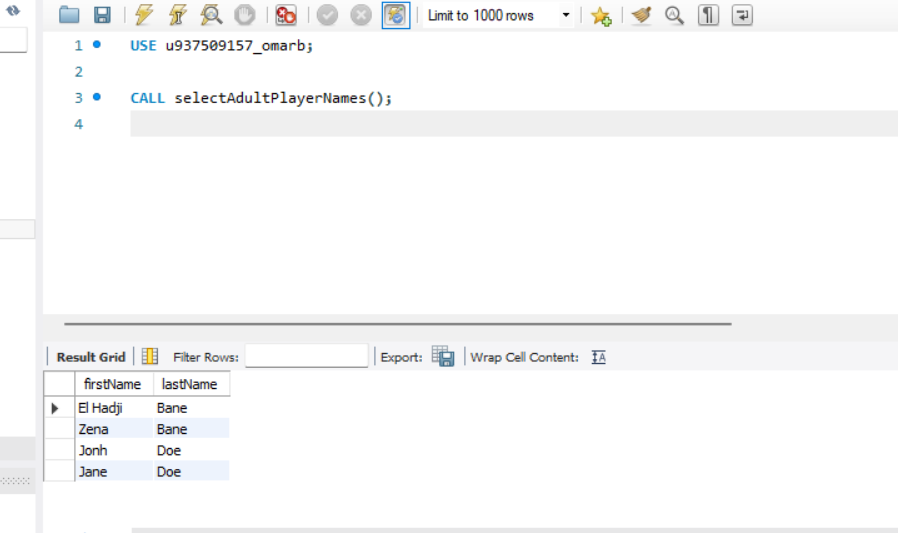 Limit to 1000 rows
1 USE u937509157_omarb;
2
3 CALL selectAdultPlayerNames();
4
Result Grid Filter Rows: Export: Wrap Cell Content:
firstName lastName
El Hadji Bane
Zena Bane
Jonh Doe
Jane Doe